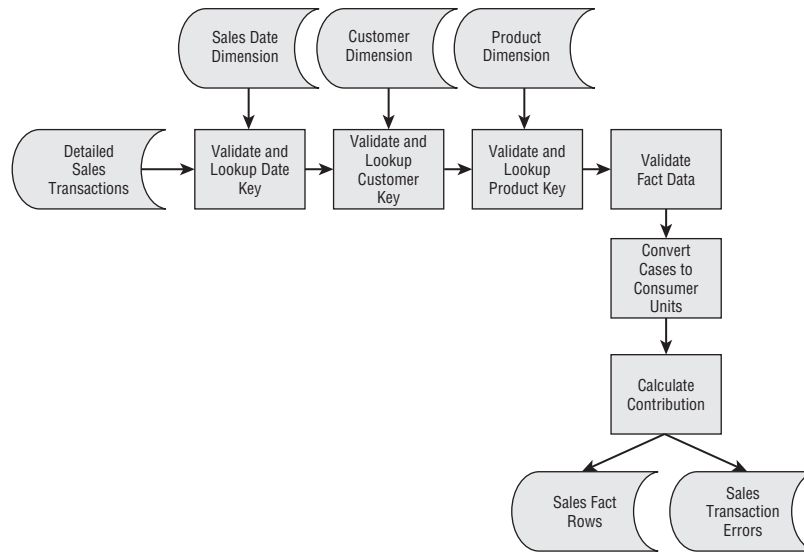 Sales Date
Dimension
Customer
Dimension
Product
Dimension
Detailed
Sales
Transactions
Validate and
Lookup Date
Key
Validate and
Lookup
Customer
Key
Validate and
Lookup
Product Key
Validate
Fact Data
Convert
Cases to
Consumer
Units
Calculate
Contribution
Sales Fact
Rows
Sales
Transaction
Errors